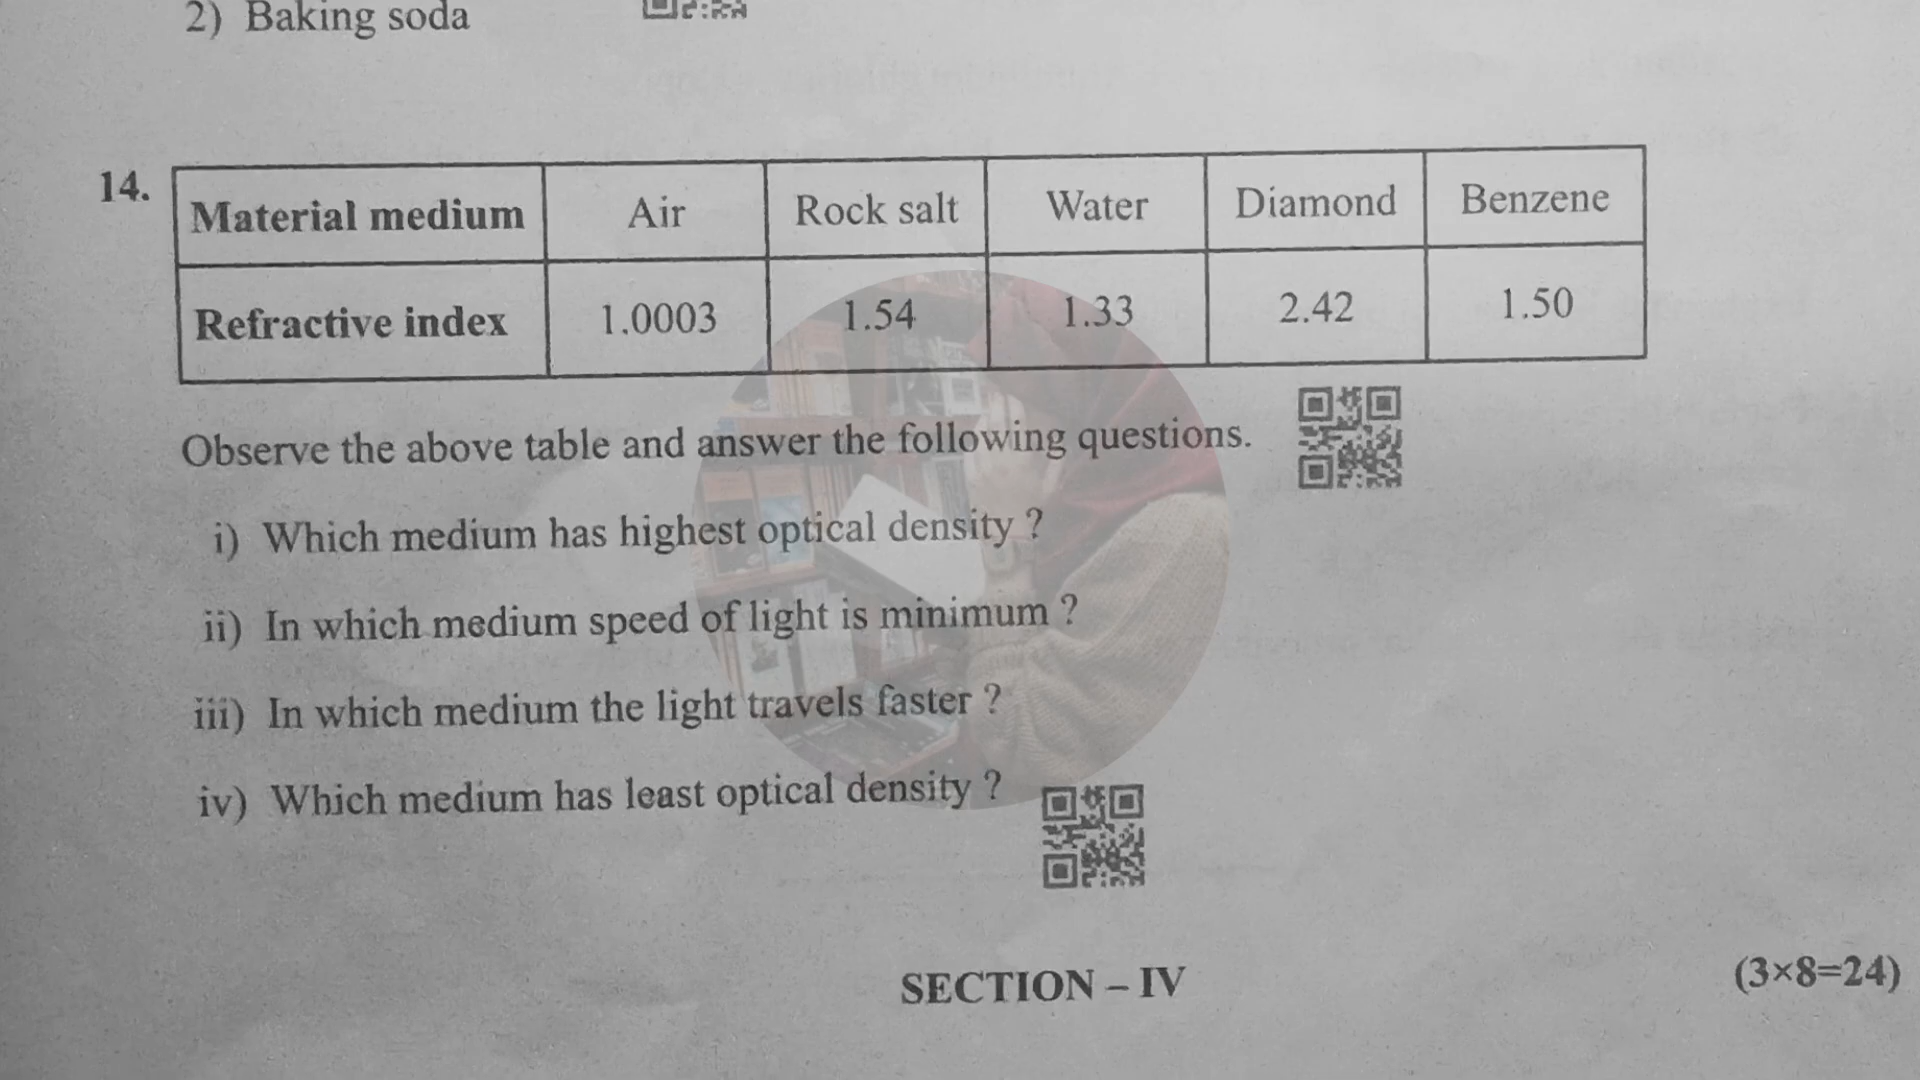 2) Baking soda
14.
Material medium Air Rock salt Water Diamond Benzene
Refractive index 1.0003 1.54 1.33 2.42 1.50
Observe the above table and answer the following questions.
i) Which medium has highest optical density ?
ii) In which medium speed of light is minimum ?
iii) In which medium the light travels faster ?
iv) Which medium has least optical density ?
SECTION – IV
(3×8=24)